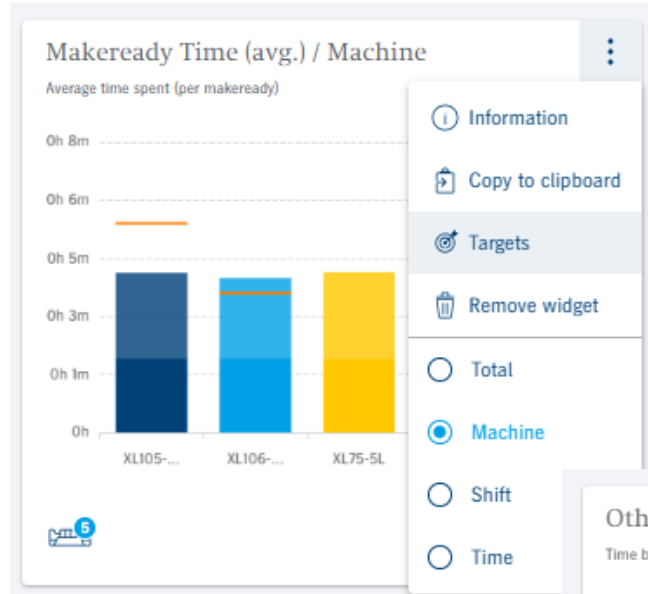 Makeready Time (avg.) / Machine
Average time spent (per makeready)
Information
Copy to clipboard
Targets
Remove widget
Total
Machine
Shift
Time
0h 8m
0h 6m
0h 5m
0h 3m
0h 1m
0h
XL105-...
XL106-...
XL75-5L
5
Oth
Time b